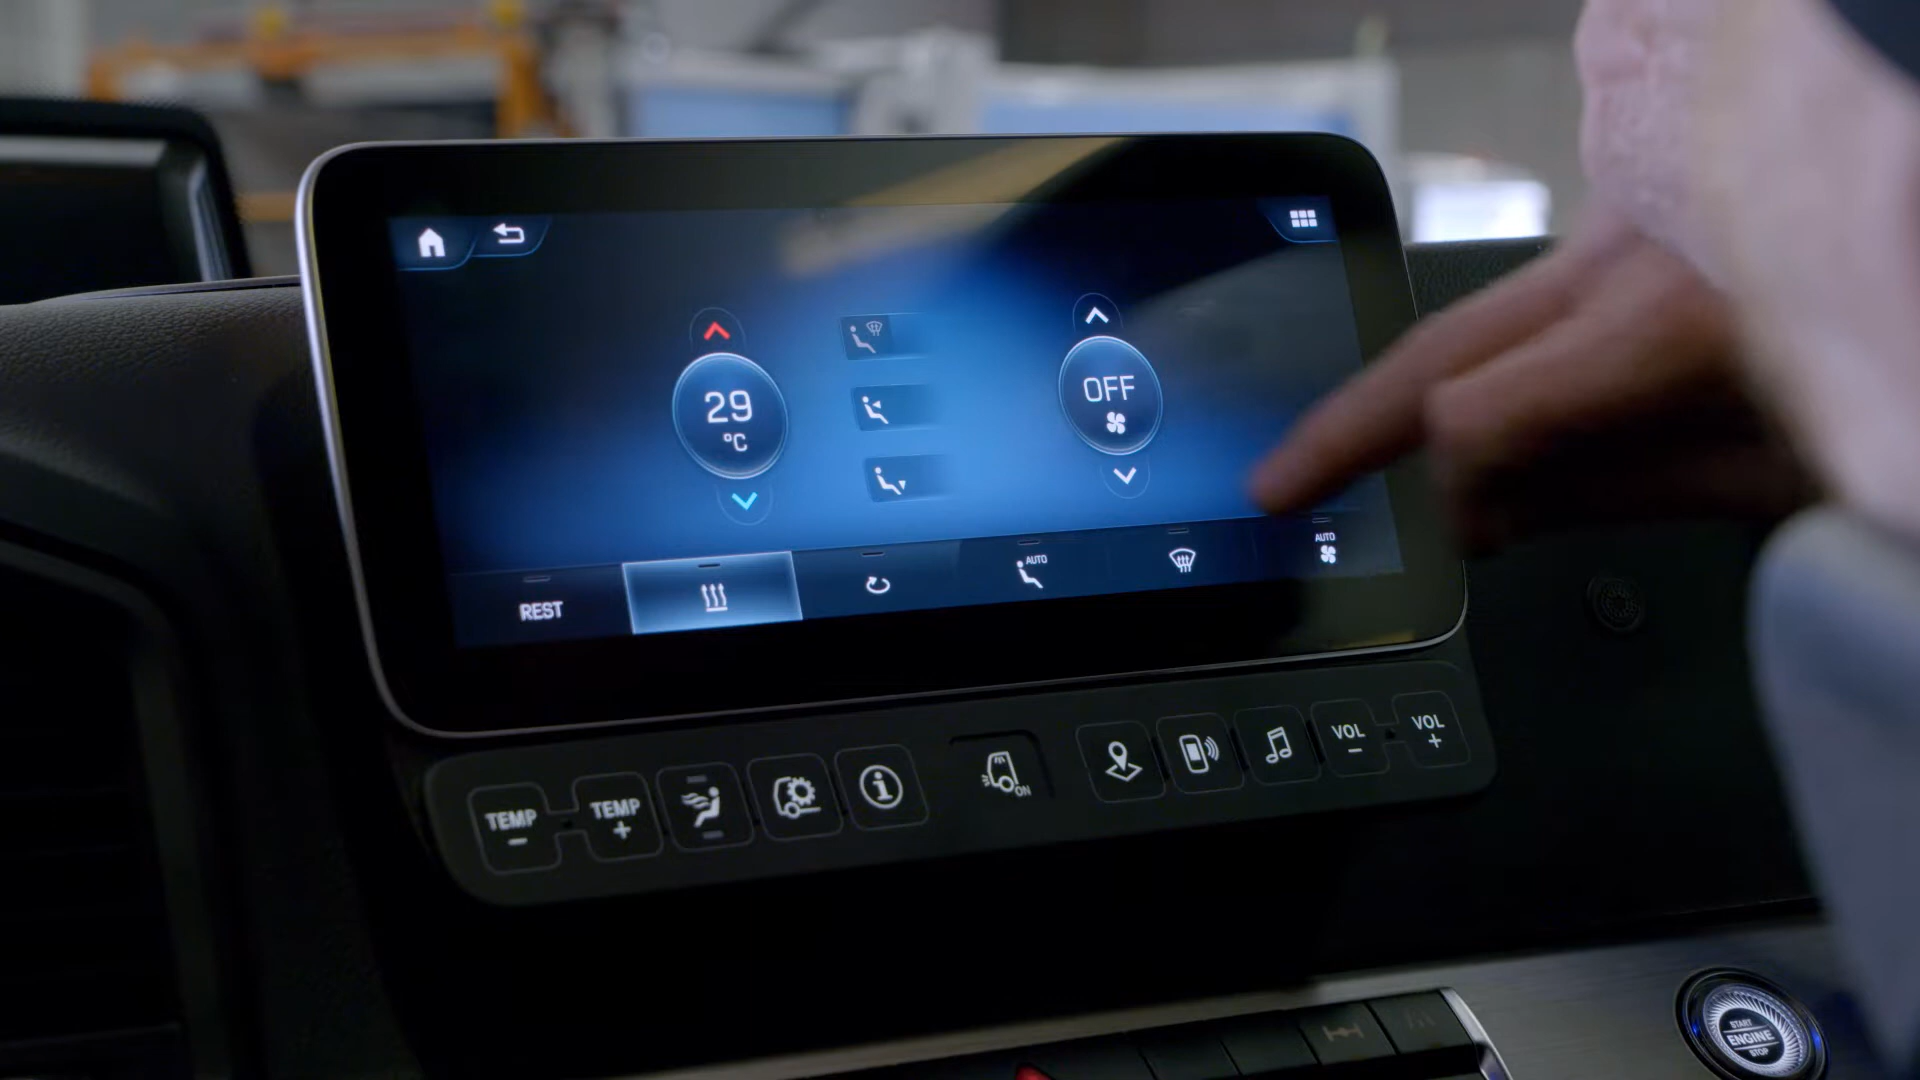 29
°C
OFF
REST
AUTO
AUTO
TEMP
−
TEMP
+
ON
VOL
−
VOL
+
START
ENGINE
STOP